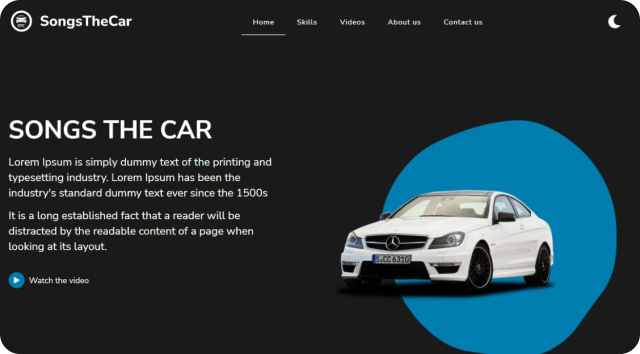 SongsTheCar
Home
Skills
Videos
About us
Contact us
SONGS THE CAR
Lorem Ipsum is simply dummy text of the printing and
typesetting industry. Lorem Ipsum has been the
industry's standard dummy text ever since the 1500s
It is a long established fact that a reader will be
distracted by the readable content of a page when
looking at its layout.
S CC 6310
Watch the video